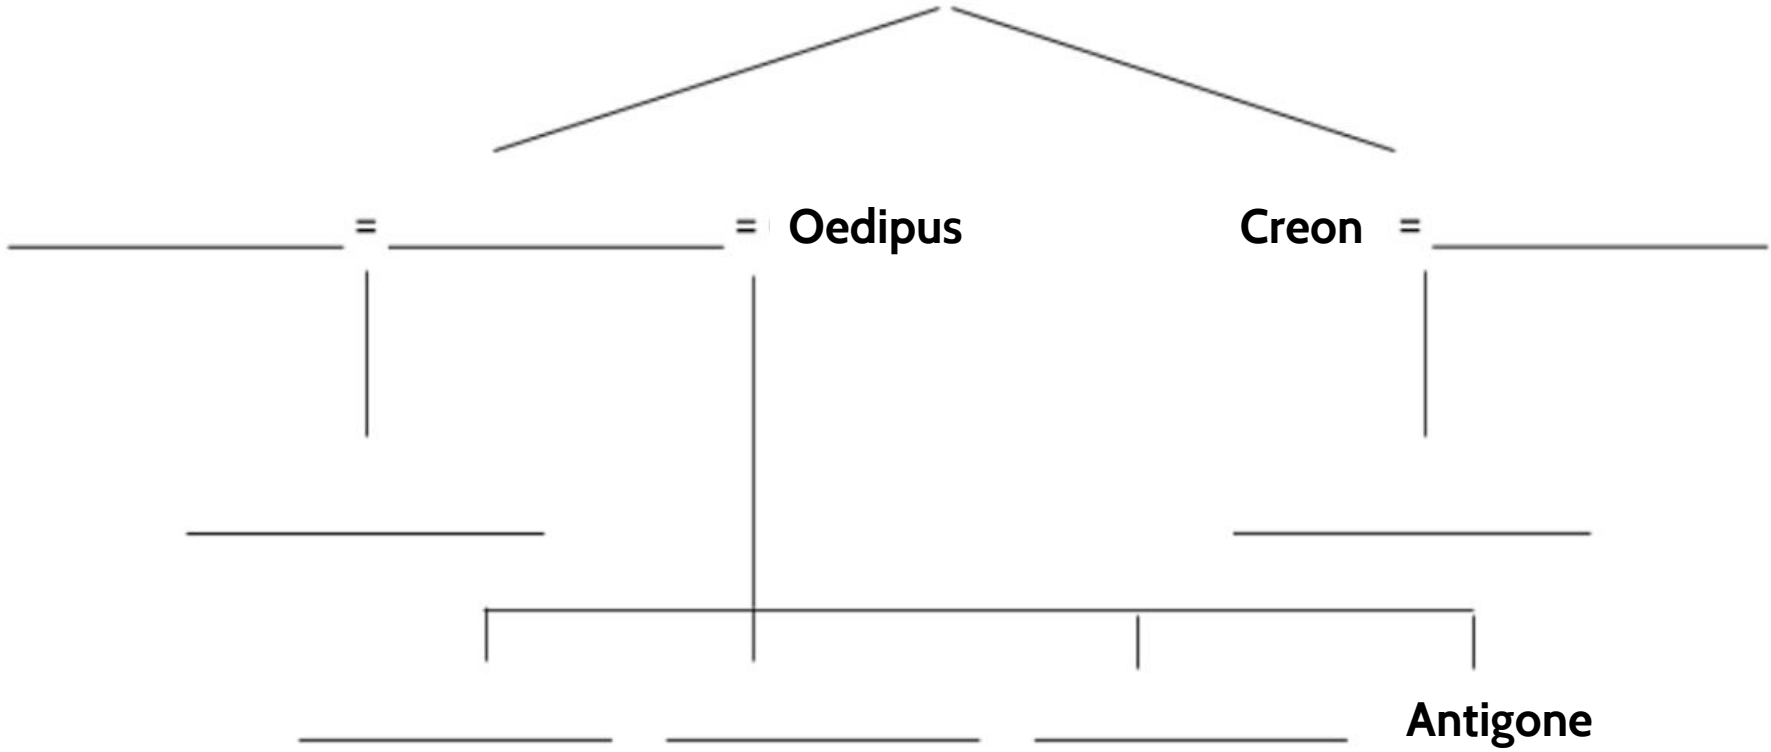 = = Oedipus Creon =
Antigone